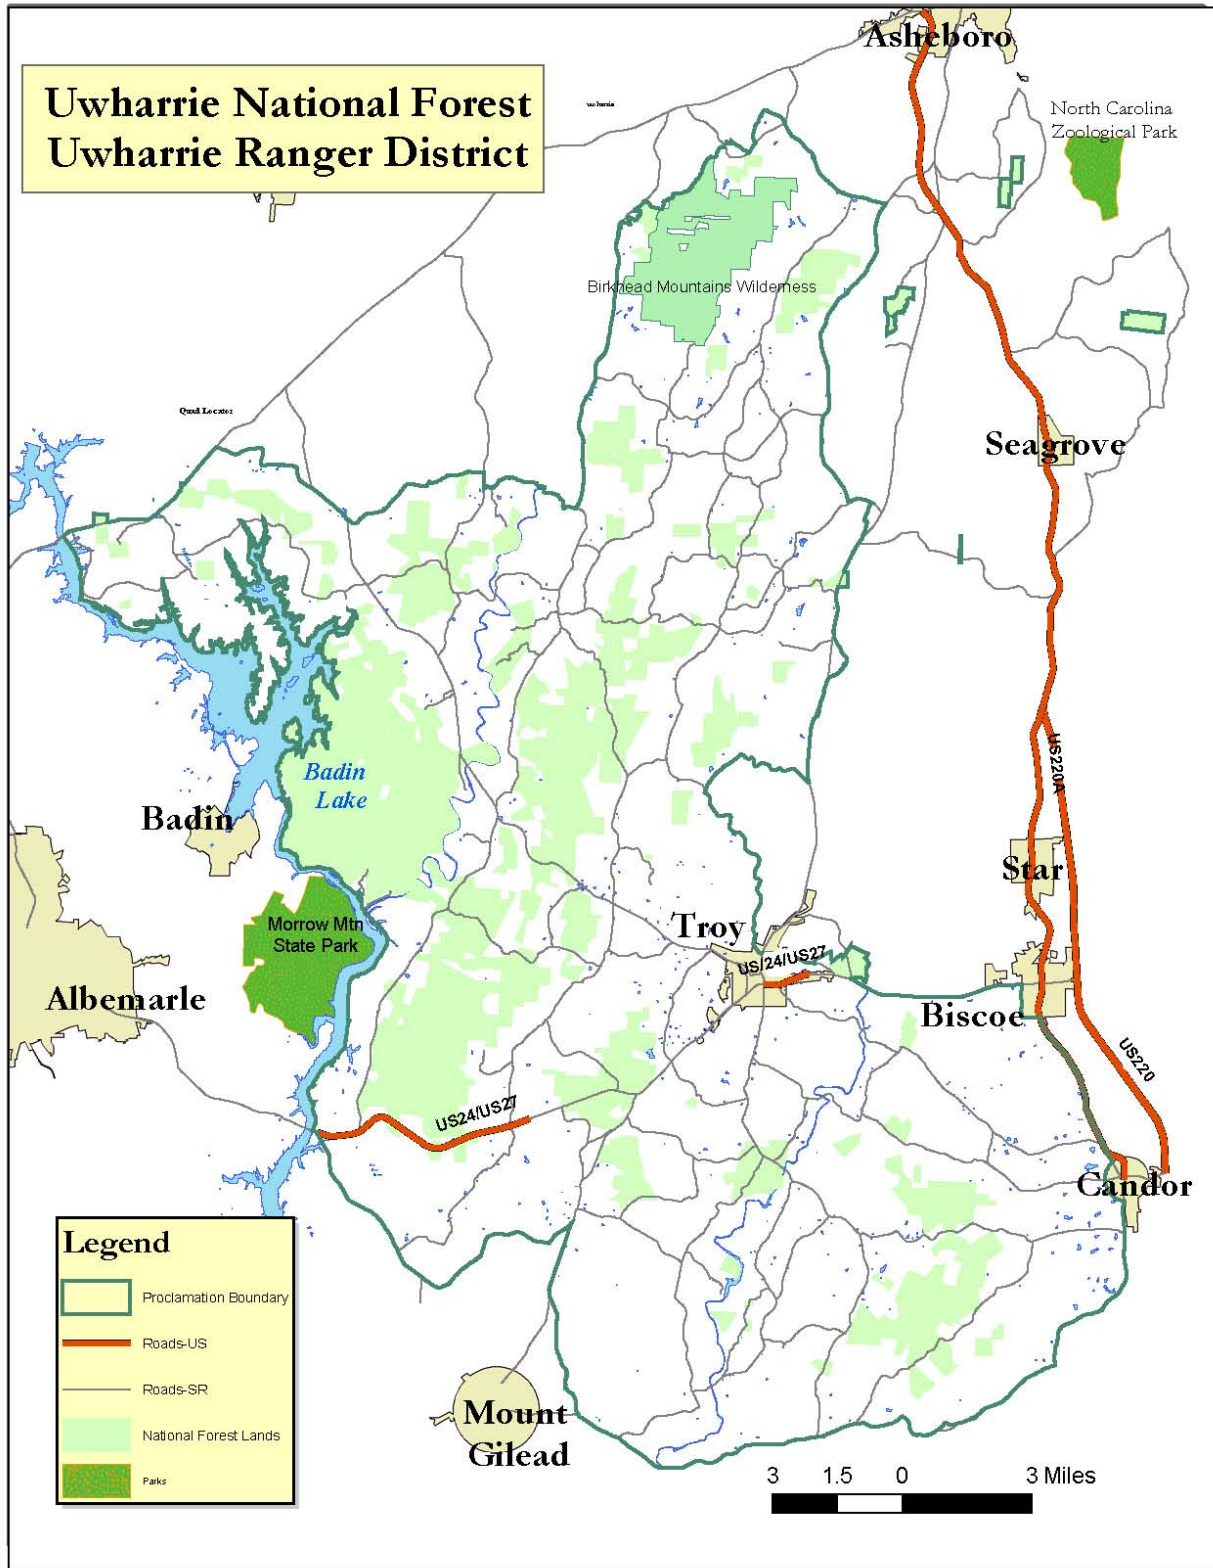 Asheboro
Uwharrie National Forest
Uwharrie Ranger District
North Carolina
Zoological Park
Birkhead Mountains Wilderness
Quad Locator
Seagrove
US220A
Badin
Lake
Badin
Star
Morrow Mtn
State Park
Troy
US/24/US27
Albemarle
Biscoe
US220
US24/US27
Candor
Legend
Proclamation Boundary
Roads-US
Roads-SR
National Forest Lands
Parks
Mount
Gilead
3 1.5 0 3 Miles